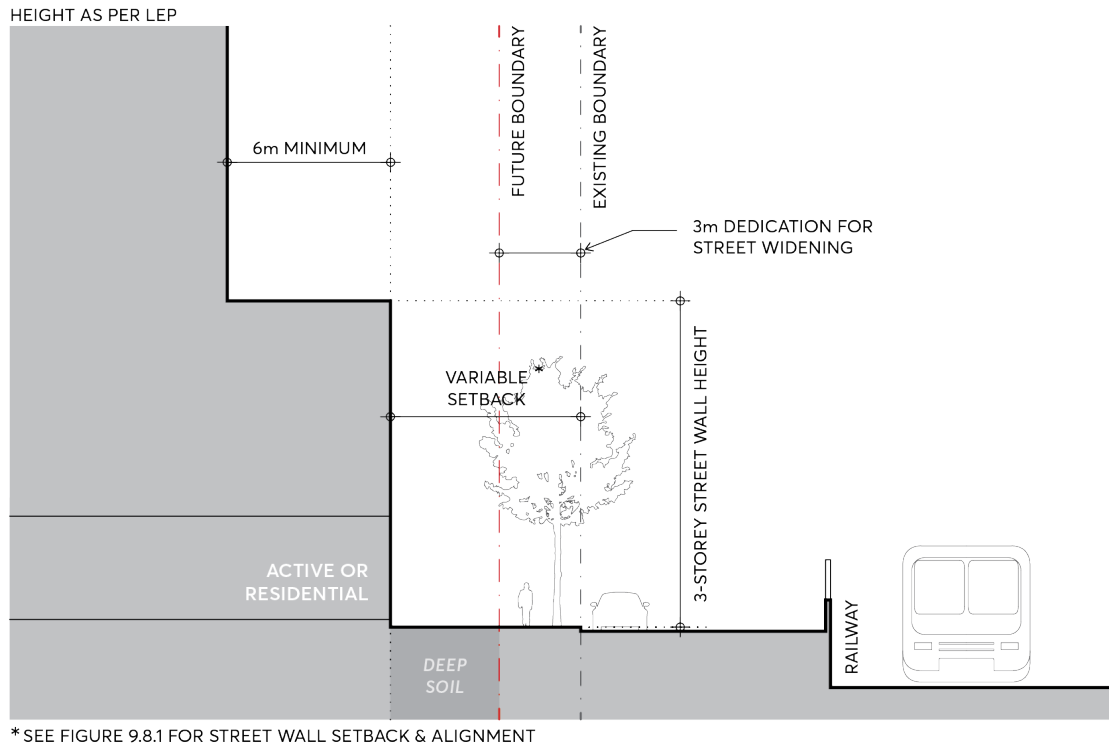 HEIGHT AS PER LEP
6m MINIMUM
FUTURE BOUNDARY
EXISTING BOUNDARY
3m DEDICATION FOR
STREET WIDENING
VARIABLE *
SETBACK
3-STOREY STREET WALL HEIGHT
ACTIVE OR
RESIDENTIAL
RAILWAY
DEEP
SOIL
* SEE FIGURE 9.8.1 FOR STREET WALL SETBACK & ALIGNMENT